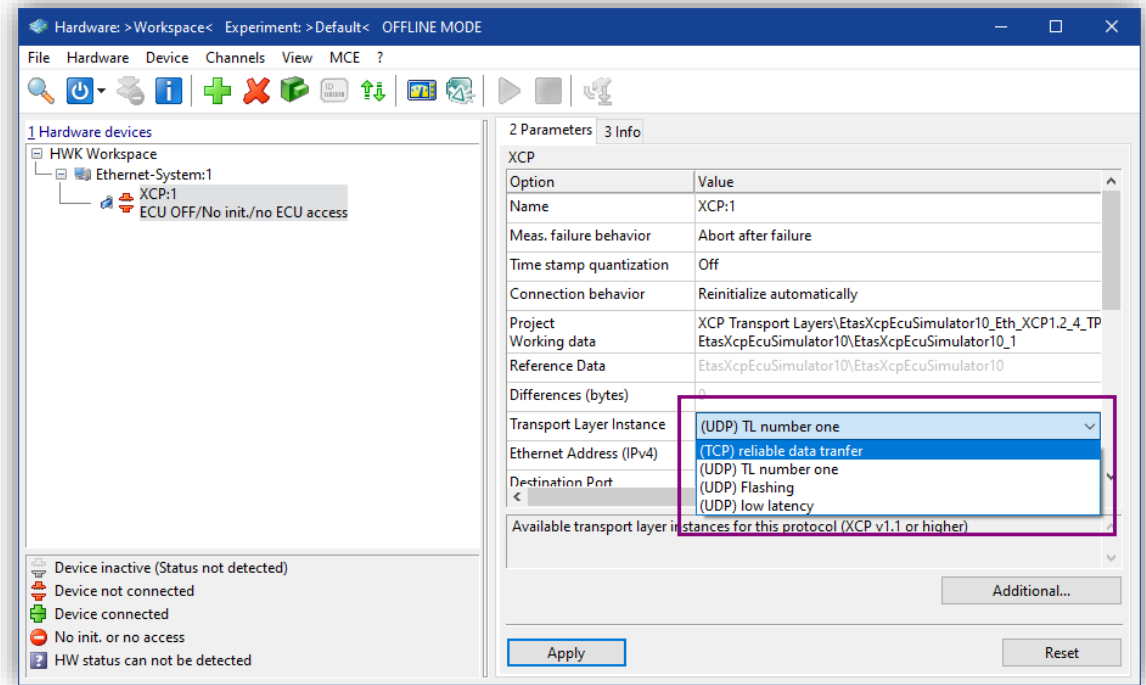 Hardware: >Workspace<   Experiment: >Default<   OFFLINE MODE
File   Hardware   Device   Channels   View   MCE   ?
1 Hardware devices
HWK Workspace
Ethernet-System:1
XCP:1
ECU OFF/No init./no ECU access
Device inactive (Status not detected)
Device not connected
Device connected
No init. or no access
HW status can not be detected
2 Parameters   3 Info
XCP
Option   Value
Name   XCP:1
Meas. failure behavior   Abort after failure
Time stamp quantization   Off
Connection behavior   Reinitialize automatically
Project   XCP Transport Layers\EtasXcpEcuSimulator10_Eth_XCP1.2_4_TP
Working data   EtasXcpEcuSimulator10\EtasXcpEcuSimulator10_1
Reference Data   EtasXcpEcuSimulator10\EtasXcpEcuSimulator10
Differences (bytes)   0
Transport Layer Instance   (UDP) TL number one
Ethernet Address (IPv4)   (TCP) reliable data tranfer
(UDP) TL number one
Destination Port   (UDP) Flashing
(UDP) low latency
Available transport layer instances for this protocol (XCP v1.1 or higher)
Additional...
Apply   Reset